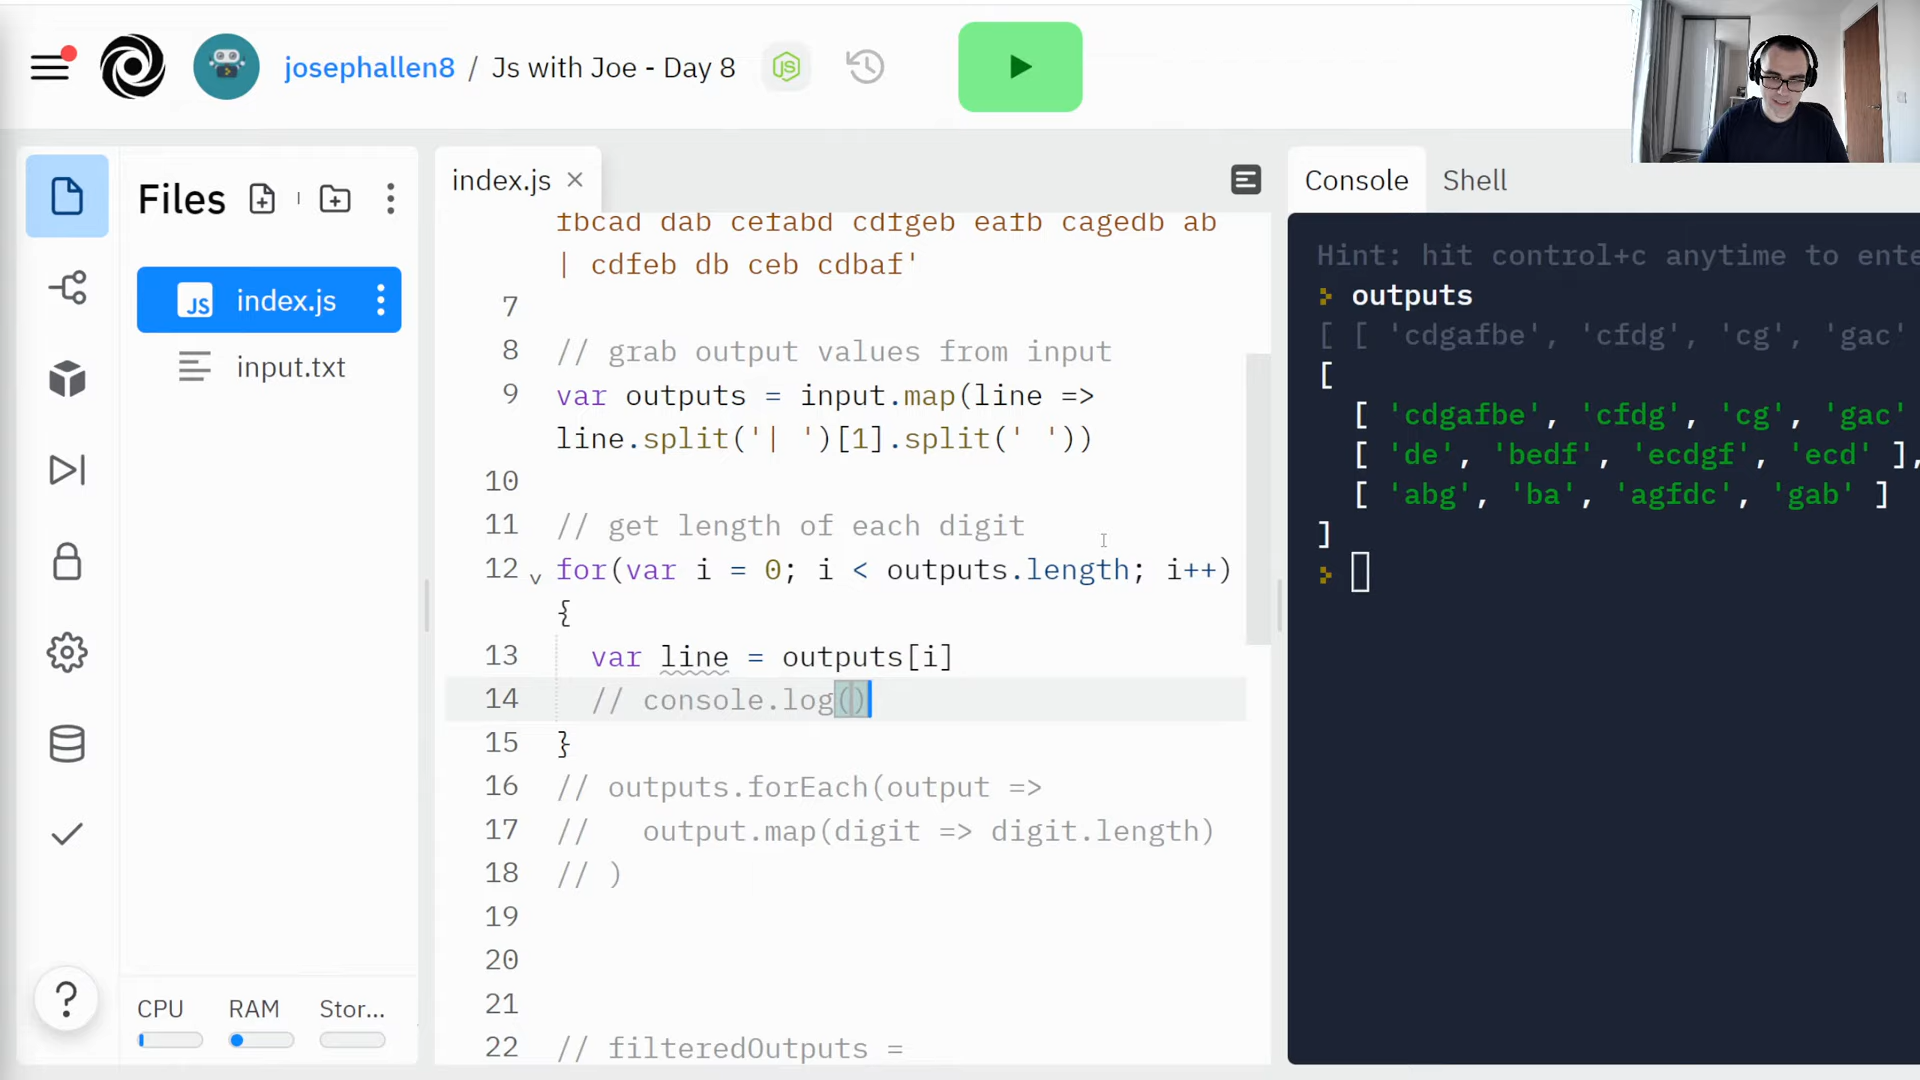 josephallen8 / Js with Joe - Day 8
JS
Files
JS index.js
input.txt
CPU RAM Stor...
?
index.js ×
fbcad dab cefabd cdfgeb eafb cagedb ab
| cdfeb db ceb cdbaf'
7
8 // grab output values from input
9 var outputs = input.map(line =>
line.split('| ')[1].split(' '))
10
11 // get length of each digit
12 for(var i = 0; i < outputs.length; i++)
{
13 var line = outputs[i]
14 // console.log()
15 }
16 // outputs.forEach(output =>
17 // output.map(digit => digit.length)
18 // )
19
20
21
22 // filteredOutputs =
Console Shell
Hint: hit control+c anytime to ente
> outputs
[ [ 'cdgafbe', 'cfdg', 'cg', 'gac'
[
[ 'cdgafbe', 'cfdg', 'cg', 'gac'
[ 'de', 'bedf', 'ecdgf', 'ecd' ],
[ 'abg', 'ba', 'agfdc', 'gab' ]
]
>